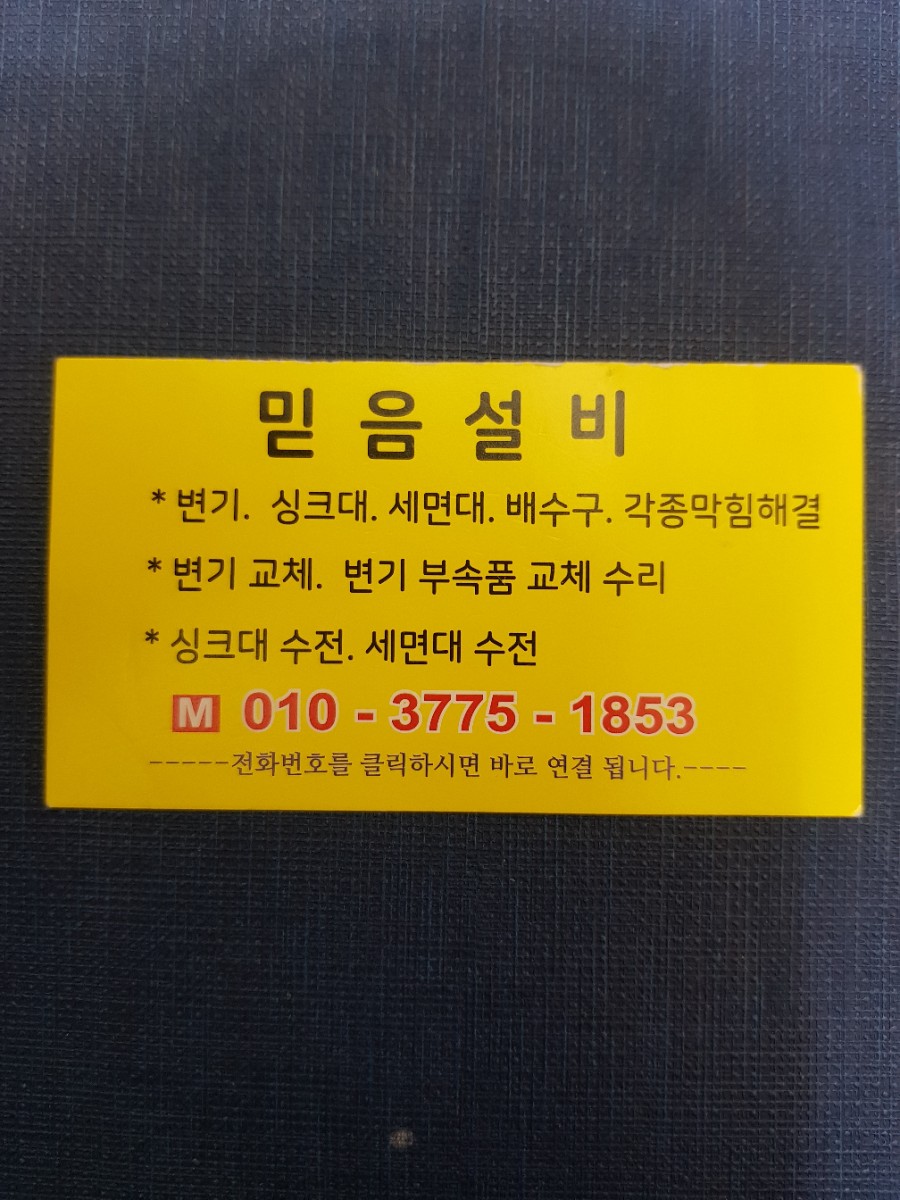 믿음설비
* 변기. 싱크대. 세면대. 배수구. 각종막힘해결
* 변기 교체. 변기 부속품 교체 수리
* 싱크대 수전. 세면대 수전
M 010 - 3775 - 1853
-----전화번호를 클릭하시면 바로 연결 됩니다.----